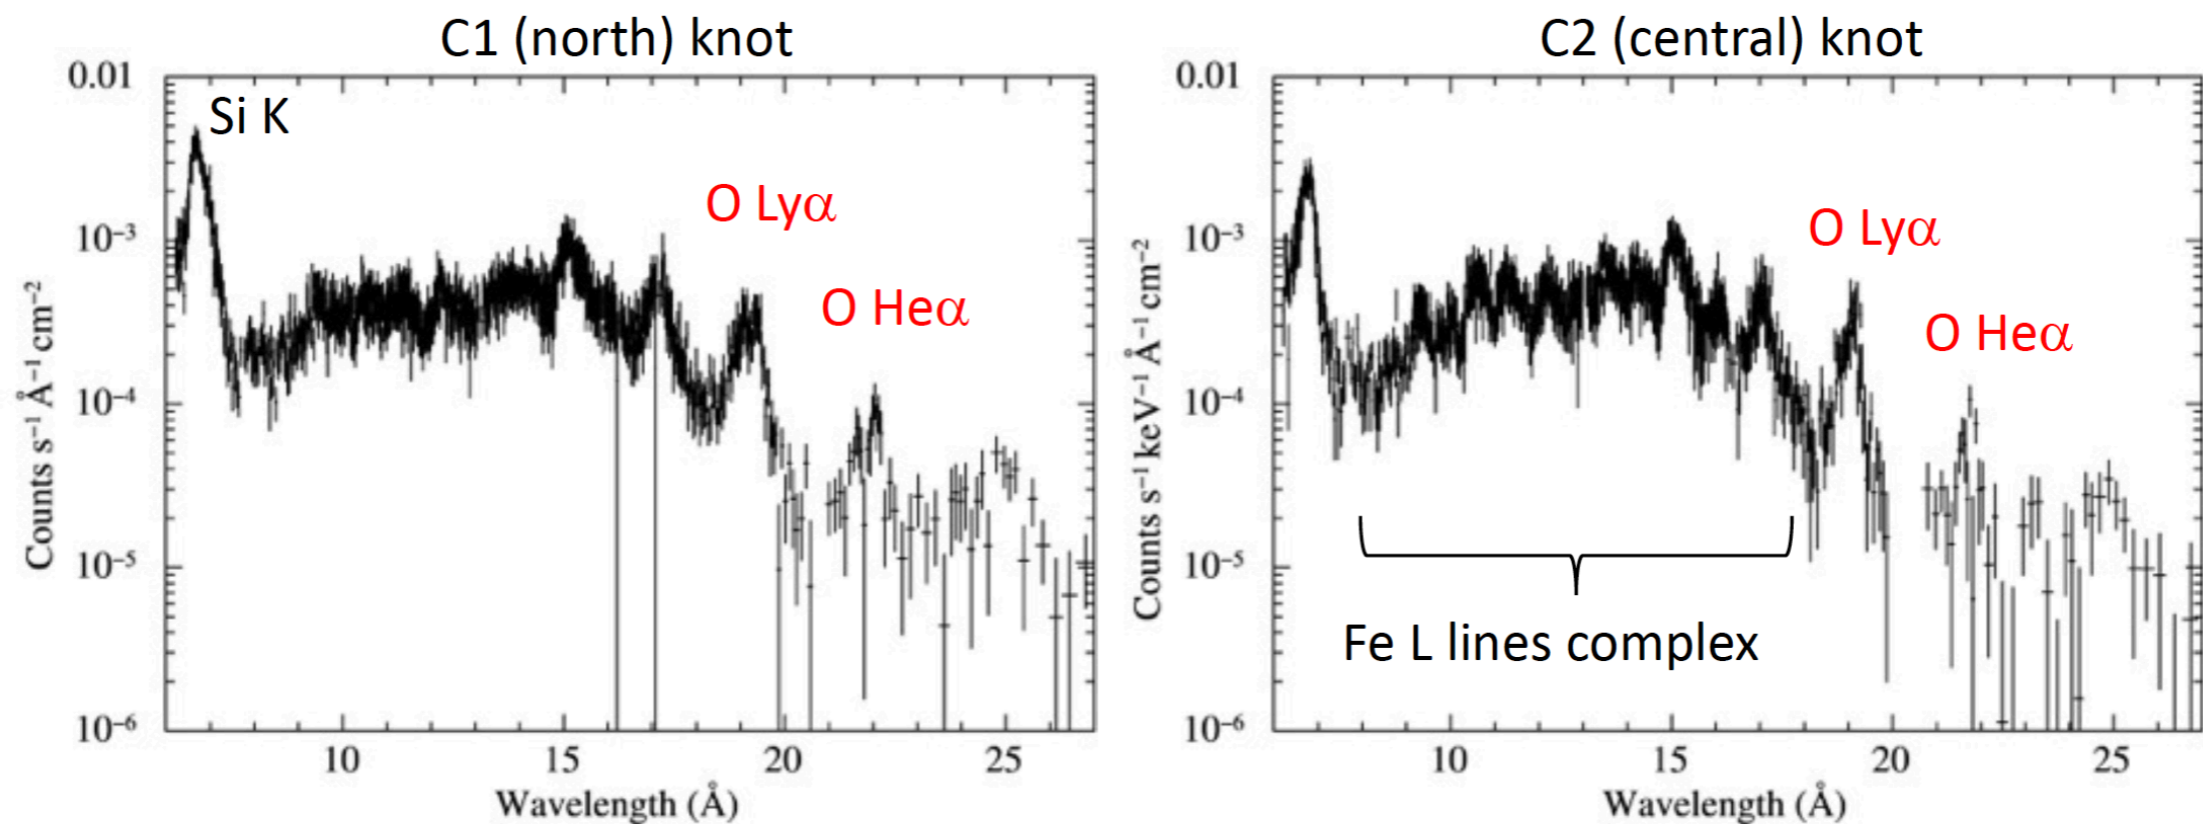 C1 (north) knot
0.01
Si K
O Lyα
O Heα
10⁻³
10⁻⁴
10⁻⁵
10⁻⁶
Counts s⁻¹ Å⁻¹ cm⁻²
10 15 20 25
Wavelength (Å)
C2 (central) knot
0.01
O Lyα
O Heα
10⁻³
10⁻⁴
10⁻⁵
10⁻⁶
Counts s⁻¹ keV⁻¹ Å⁻¹ cm⁻²
Fe L lines complex
10 15 20 25
Wavelength (Å)